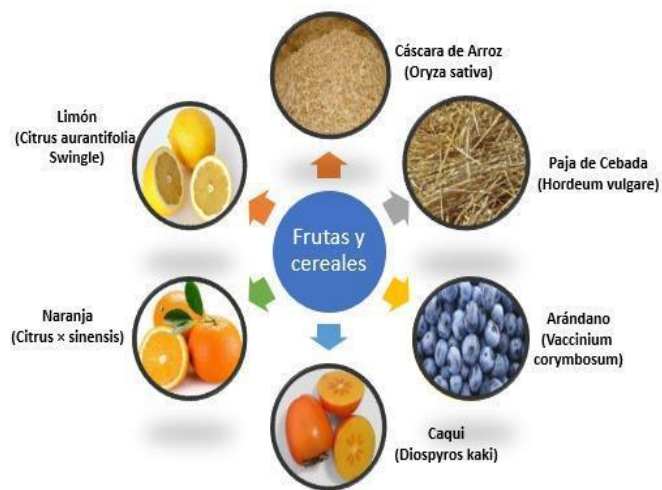 Cáscara de Arroz
(Oryza sativa)
Limón
(Citrus aurantifolia
Swingle)
Paja de Cebada
(Hordeum vulgare)
Frutas y
cereales
Naranja
(Citrus × sinensis)
Arándano
(Vaccinium
corymbosum)
Caqui
(Diospyros kaki)